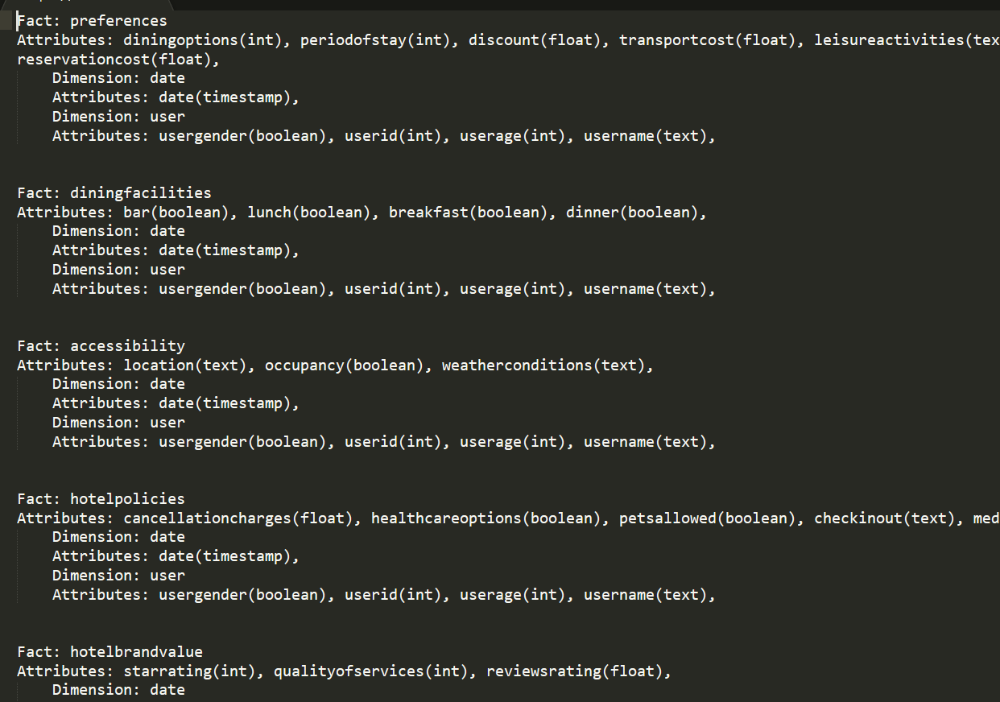 Fact: preferences
Attributes: diningoptions(int), periodofstay(int), discount(float), transportcost(float), leisureactivities(tex
reservationcost(float),
Dimension: date
Attributes: date(timestamp),
Dimension: user
Attributes: usergender(boolean), userid(int), userage(int), username(text),
Fact: diningfacilities
Attributes: bar(boolean), lunch(boolean), breakfast(boolean), dinner(boolean),
Dimension: date
Attributes: date(timestamp),
Dimension: user
Attributes: usergender(boolean), userid(int), userage(int), username(text),
Fact: accessibility
Attributes: location(text), occupancy(boolean), weatherconditions(text),
Dimension: date
Attributes: date(timestamp),
Dimension: user
Attributes: usergender(boolean), userid(int), userage(int), username(text),
Fact: hotelpolicies
Attributes: cancellationcharges(float), healthcareoptions(boolean), petsallowed(boolean), checkinout(text), med
Dimension: date
Attributes: date(timestamp),
Dimension: user
Attributes: usergender(boolean), userid(int), userage(int), username(text),
Fact: hotelbrandvalue
Attributes: starrating(int), qualityofservices(int), reviewsrating(float),
Dimension: date